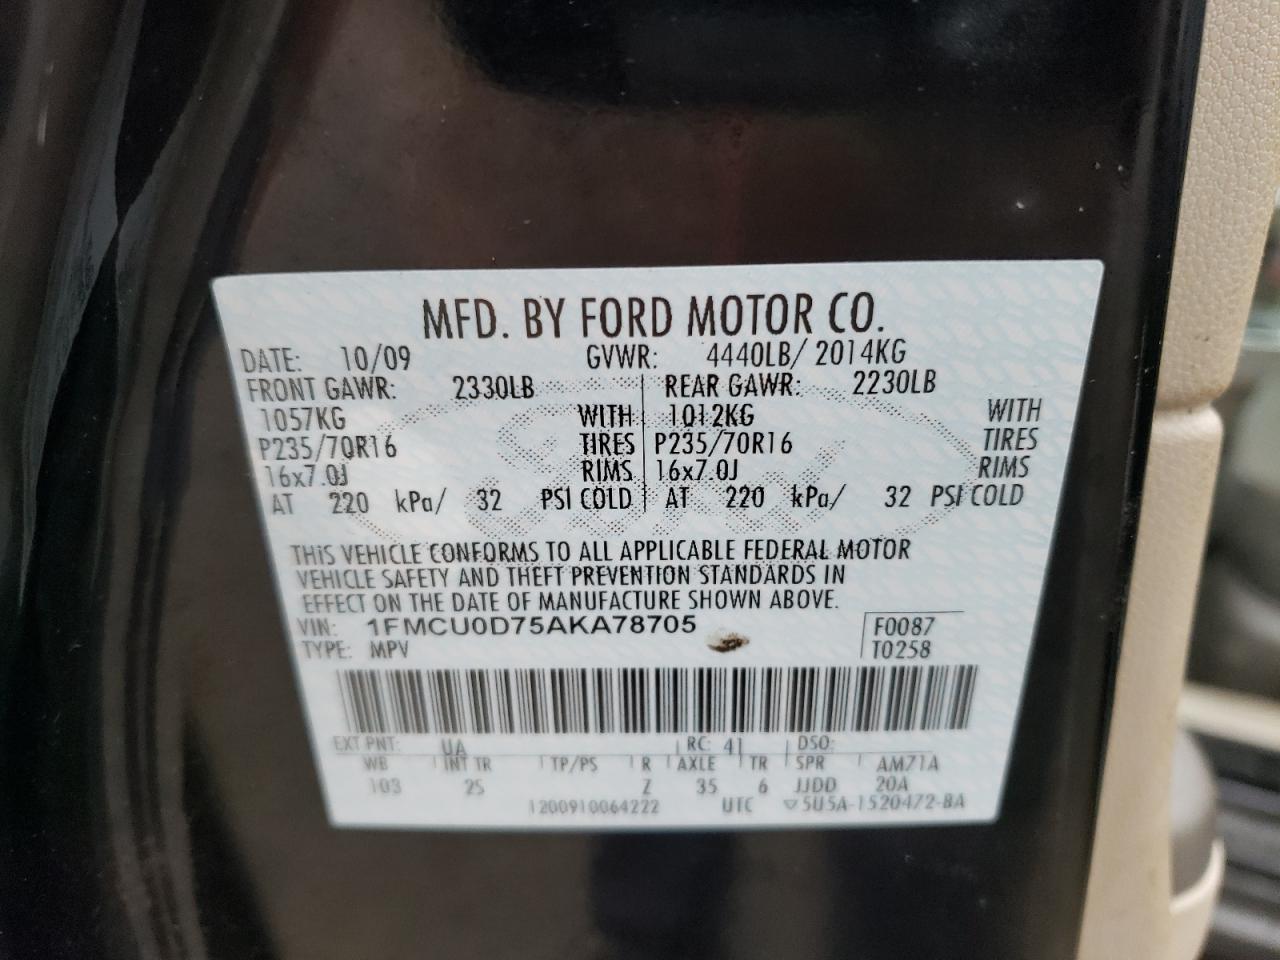 MFD. BY FORD MOTOR CO.
DATE: 10/09 GVWR: 4440LB/ 2014KG
FRONT GAWR: 2330LB REAR GAWR: 2230LB
1057KG WITH 1012KG WITH
P235/70R16 TIRES P235/70R16 TIRES
16x7.0J RIMS 16x7.0J RIMS
AT 220 kPa/ 32 PSI COLD AT 220 kPa/ 32 PSI COLD
THIS VEHICLE CONFORMS TO ALL APPLICABLE FEDERAL MOTOR
VEHICLE SAFETY AND THEFT PREVENTION STANDARDS IN
EFFECT ON THE DATE OF MANUFACTURE SHOWN ABOVE.
VIN: 1FMCU0D75AKA78705 F0087
TYPE: MPV T0258
EXT PNT: UA RC: 41 DSO:
WB INT TR TP/PS R AXLE TR SPR AM71A
103 25 Z 35 6 JJDD 20A
1200910064222 UTC ▽5U5A-1520472-BA